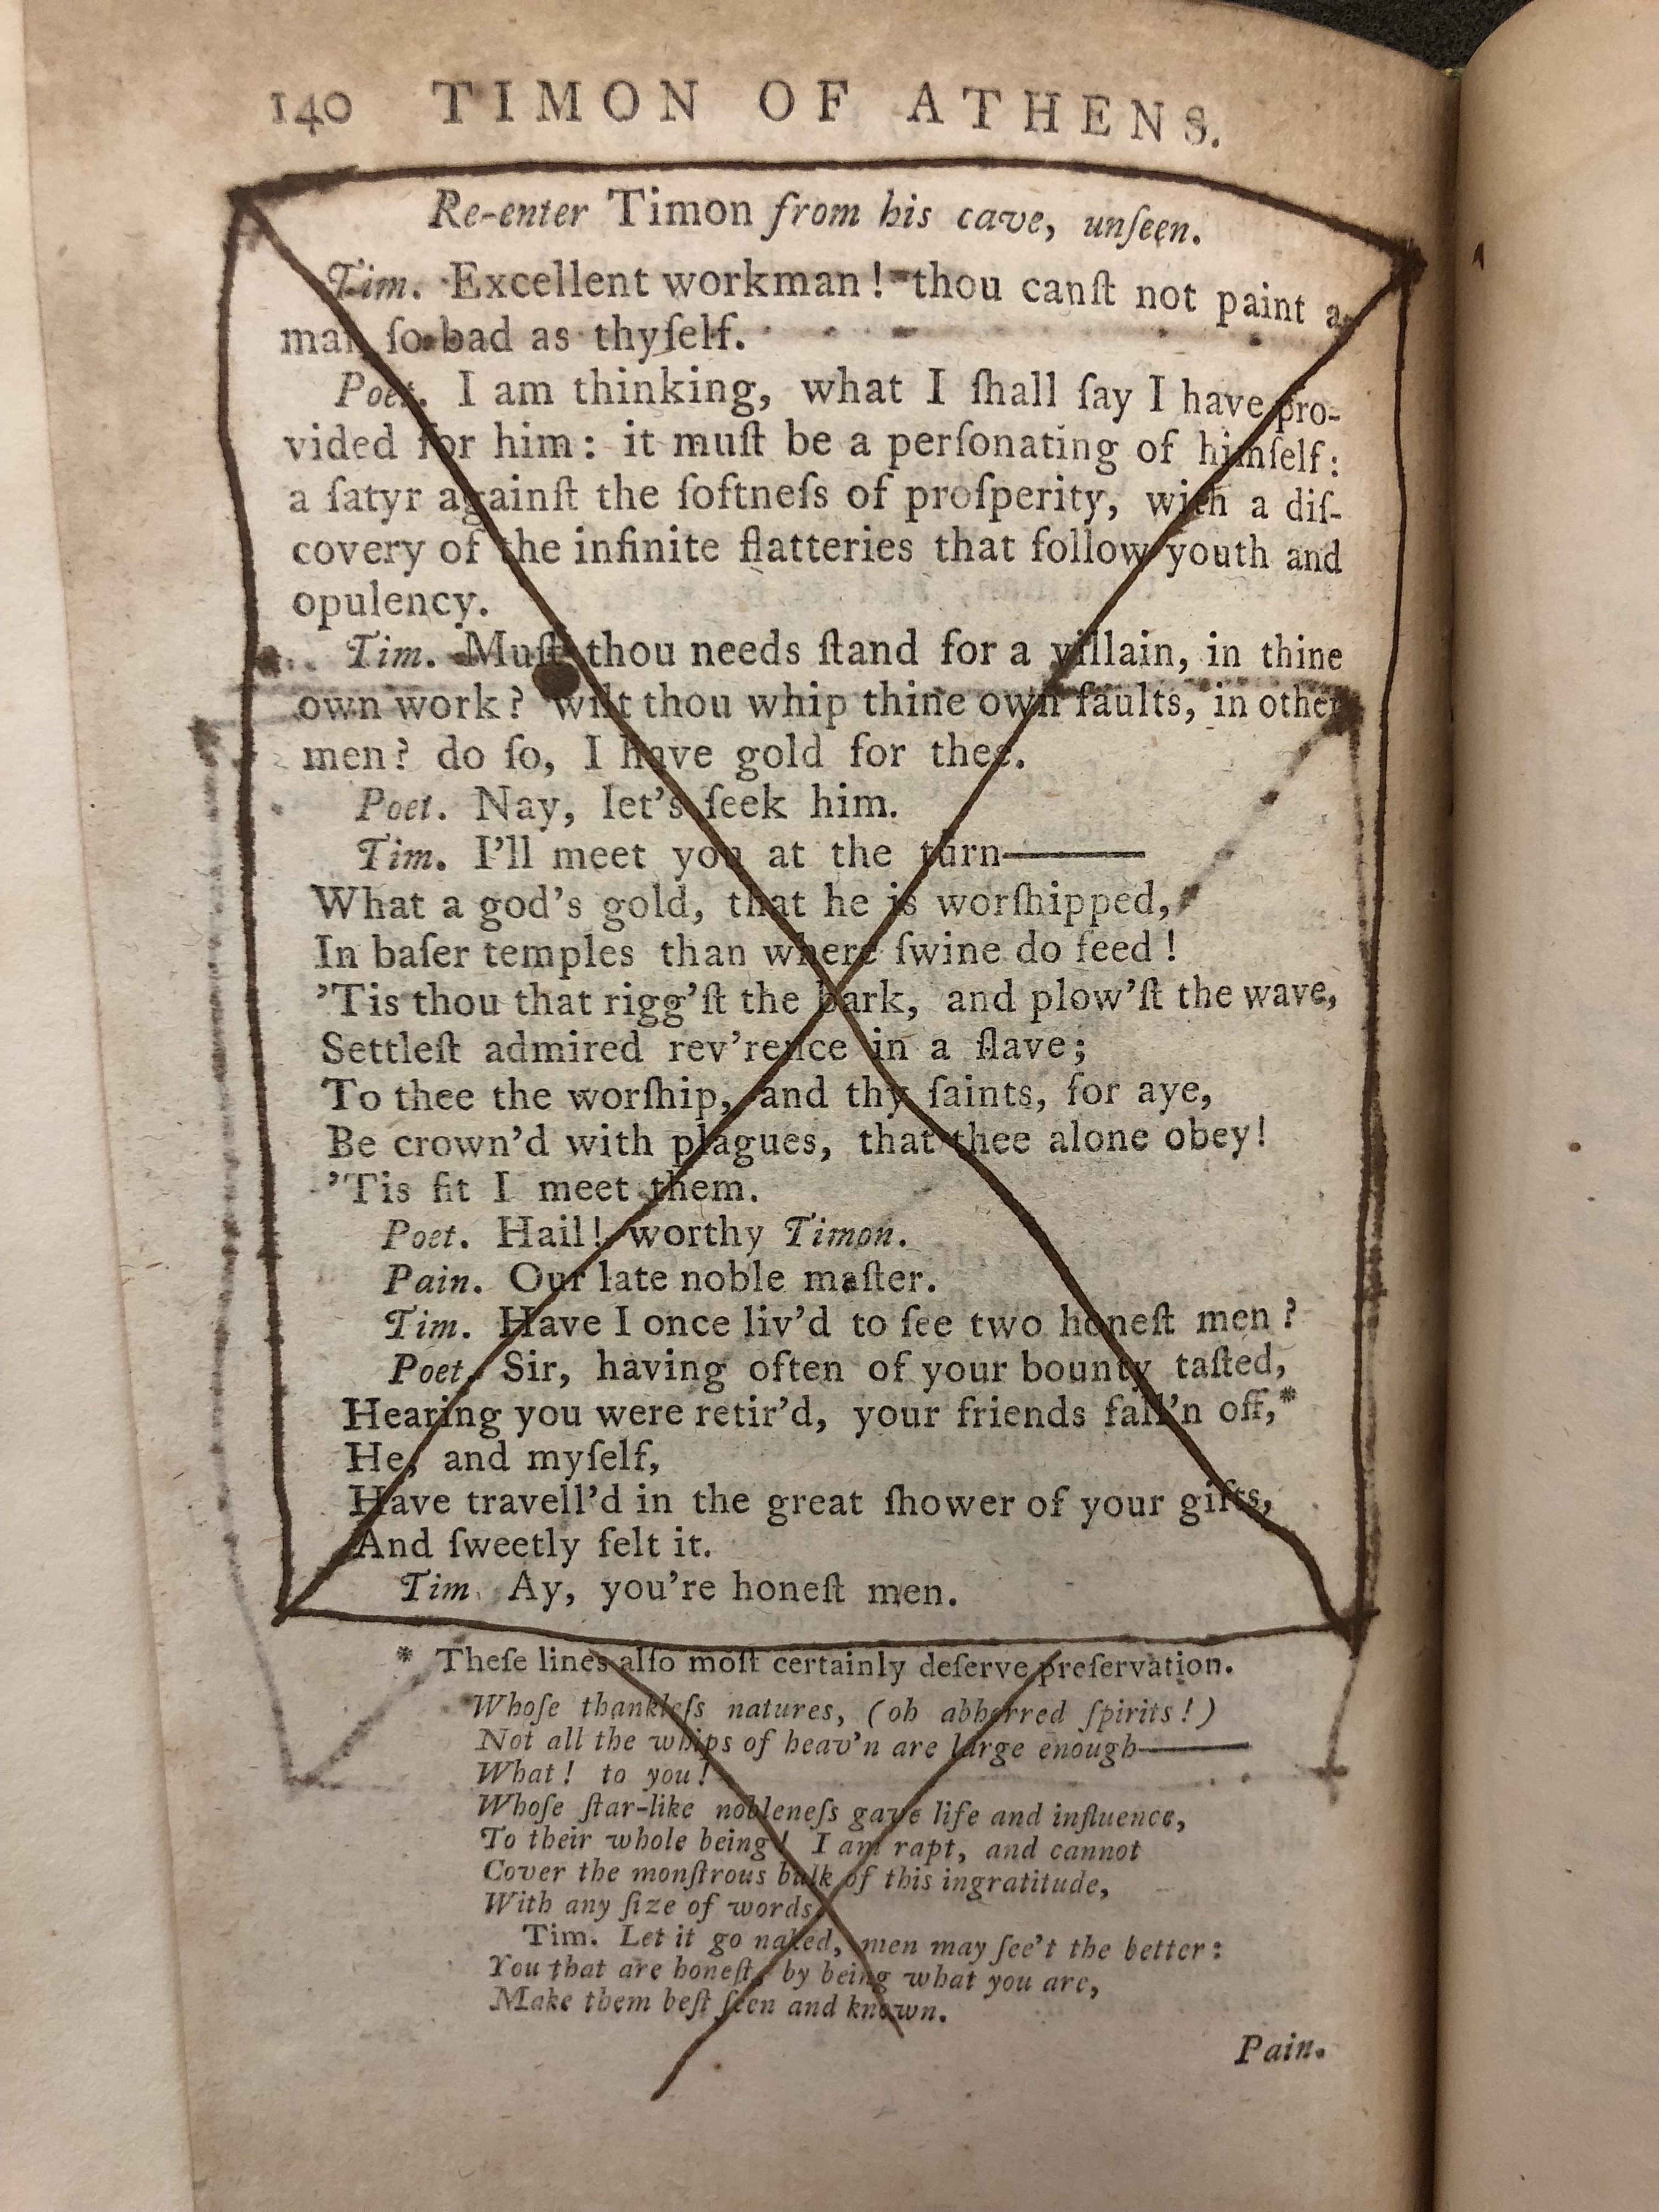 140 TIMON OF ATHENS.
Re-enter Timon from his cave, unſeen.
Tim. Excellent workman! thou canſt not paint a
man ſo bad as thyſelf.
Poet. I am thinking, what I ſhall ſay I have pro-
vided for him: it muſt be a perſonating of himſelf:
a ſatyr againſt the ſoftneſs of proſperity, with a diſ-
covery of the infinite flatteries that follow youth and
opulency.
Tim. Muſt thou needs ſtand for a villain, in thine
own work? wilt thou whip thine own faults, in other
men? do ſo, I have gold for thee.
Poet. Nay, let's ſeek him.
Tim. I'll meet you at the turn——
What a god's gold, that he is worſhipped,
In baſer temples than where ſwine do feed!
'Tis thou that rigg'ſt the bark, and plow'ſt the wave,
Settleſt admired rev'rence in a ſlave;
To thee the worſhip, and thy ſaints, for aye,
Be crown'd with plagues, that thee alone obey!
'Tis fit I meet them.
Poet. Hail! worthy Timon.
Pain. Our late noble maſter.
Tim. Have I once liv'd to ſee two honeſt men?
Poet. Sir, having often of your bounty taſted,
Hearing you were retir'd, your friends fall'n off,*
He, and myſelf,
Have travell'd in the great ſhower of your gifts,
And ſweetly felt it.
Tim. Ay, you're honeſt men.
* Theſe lines alſo moſt certainly deſerve preſervation.
Whoſe thankleſs natures, (oh abhorred ſpirits!)
Not all the whips of heav'n are large enough——
What! to you!
Whoſe ſtar-like nobleneſs gave life and influence,
To their whole being! I am rapt, and cannot
Cover the monſtrous bulk of this ingratitude,
With any ſize of words.
Tim. Let it go naked, men may ſee't the better:
You that are honeſt by being what you are,
Make them beſt ſeen and known.
Pain.